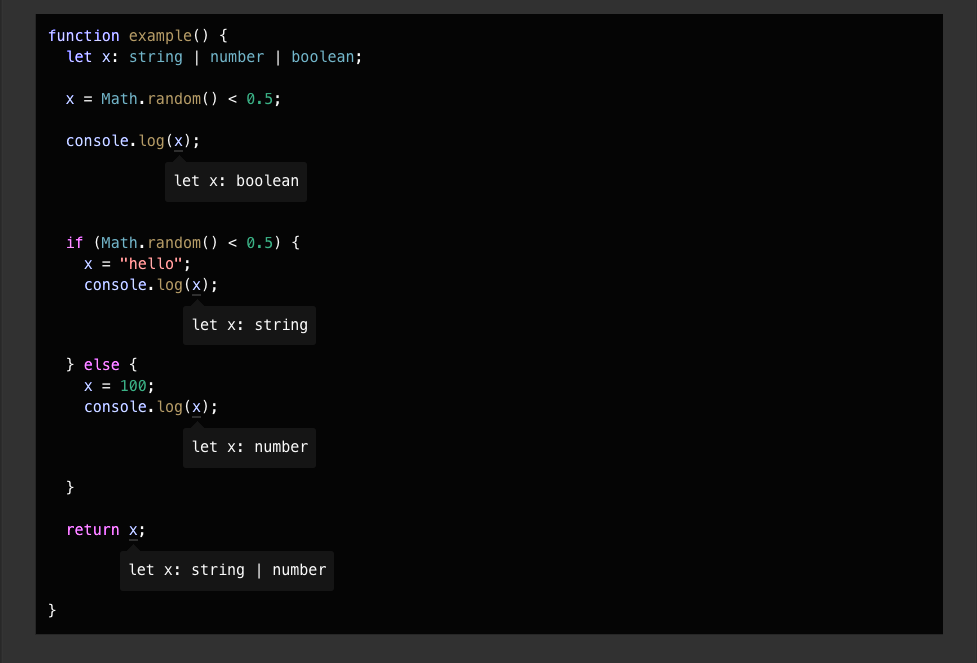 function example() {
let x: string | number | boolean;
x = Math.random() < 0.5;
console.log(x);
let x: boolean
if (Math.random() < 0.5) {
x = "hello";
console.log(x);
let x: string
} else {
x = 100;
console.log(x);
let x: number
}
return x;
let x: string | number
}